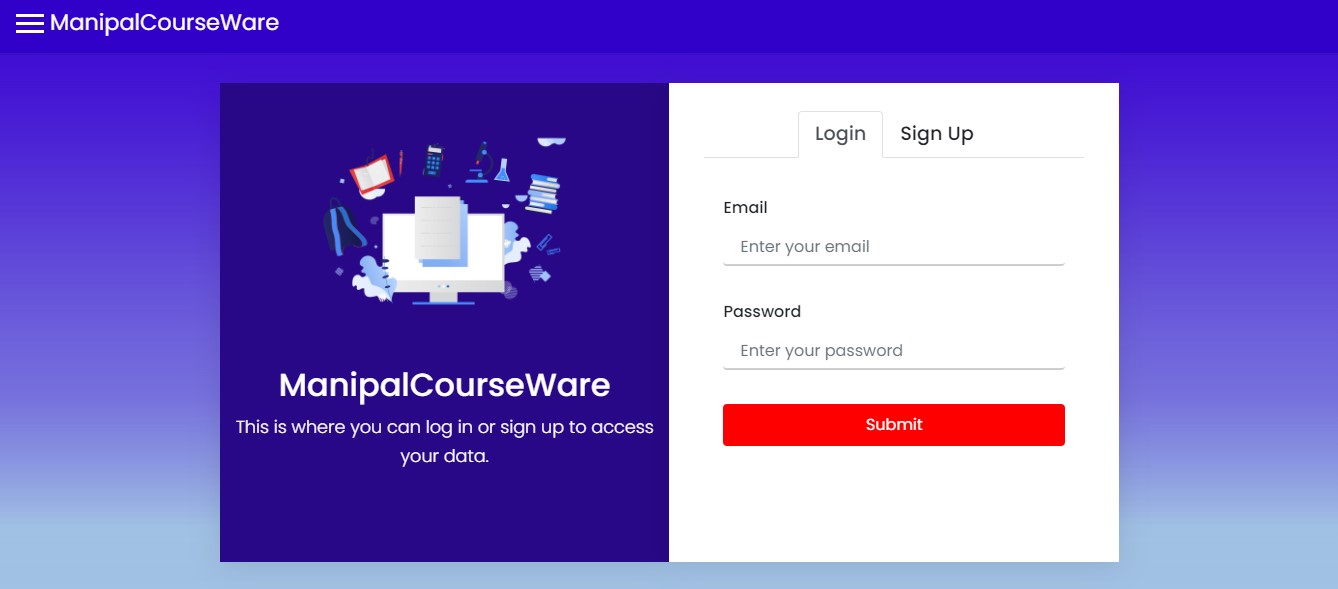 ManipalCourseWare
ManipalCourseWare
This is where you can log in or sign up to access
your data.
Login
Sign Up
Email
Enter your email
Password
Enter your password
Submit